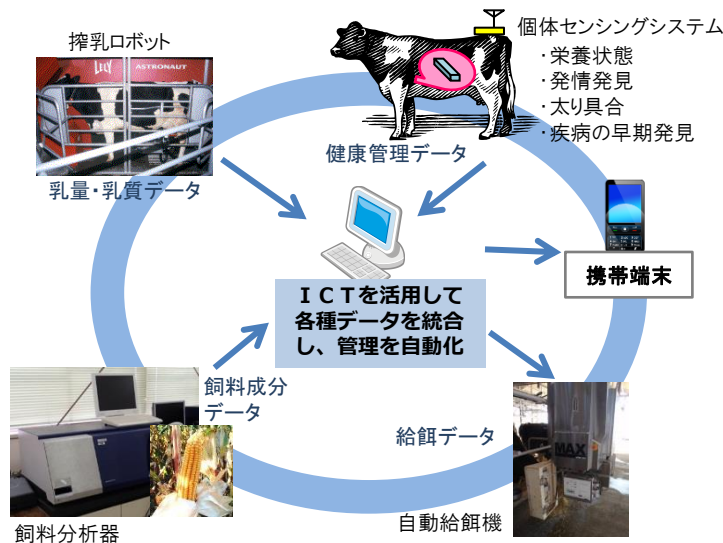 搾乳ロボット
LELY ASTRONAUT
乳量・乳質データ
個体センシングシステム
・栄養状態
・発情発見
・太り具合
・疾病の早期発見
健康管理データ
携帯端末
ＩＣＴを活用して
各種データを統合
し、管理を自動化
飼料成分
データ
飼料分析器
給餌データ
MAX
自動給餌機